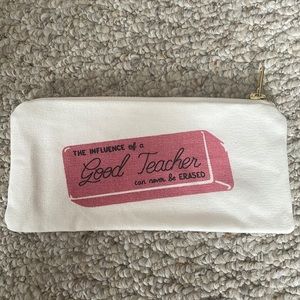 THE INFLUENCE of a
Good Teacher
can never be ERASED